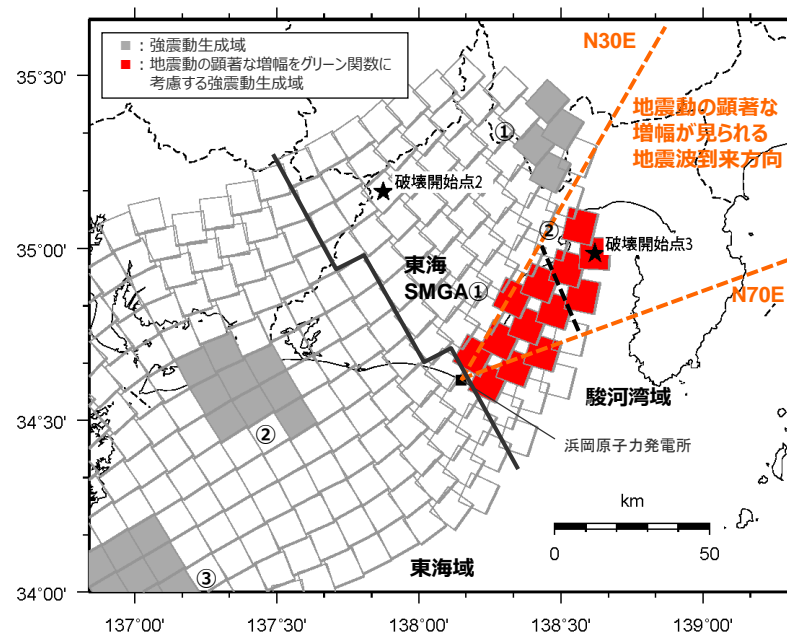 ：強震動生成域
：地震動の顕著な増幅をグリーン関数に
考慮する強震動生成域
N30E
地震動の顕著な
増幅が見られる
地震波到来方向
①
破壊開始点2
②
破壊開始点3
東海
SMGA①
N70E
駿河湾域
②
浜岡原子力発電所
km
0
50
東海域
③
35°30'
35°00'
34°30'
34°00'
137°00'
137°30'
138°00'
138°30'
139°00'